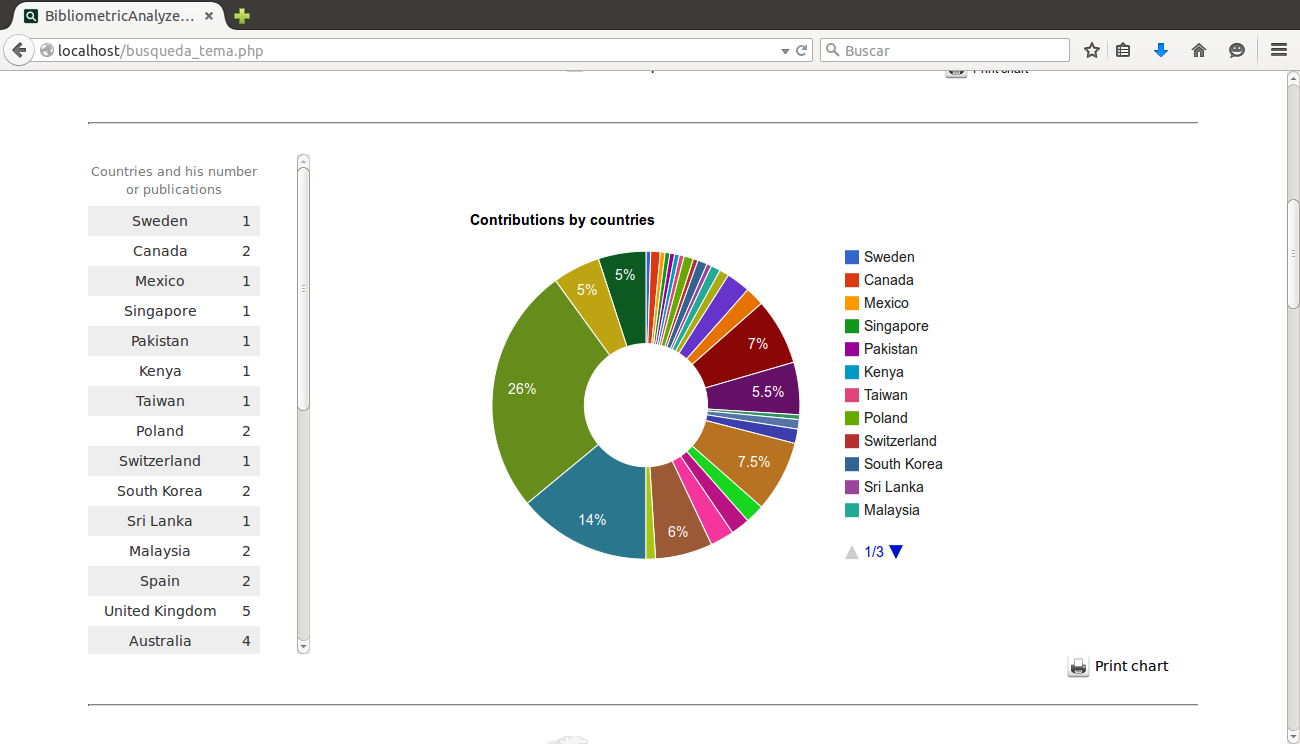 BibliometricAnalyze...
localhost/busqueda_tema.php
Buscar
Print chart
Countries and his number
or publications
Sweden 1
Canada 2
Mexico 1
Singapore 1
Pakistan 1
Kenya 1
Taiwan 1
Poland 2
Switzerland 1
South Korea 2
Sri Lanka 1
Malaysia 2
Spain 2
United Kingdom 5
Australia 4
Contributions by countries
5%
5%
7%
5.5%
26%
7.5%
14%
6%
Sweden
Canada
Mexico
Singapore
Pakistan
Kenya
Taiwan
Poland
Switzerland
South Korea
Sri Lanka
Malaysia
1/3
Print chart